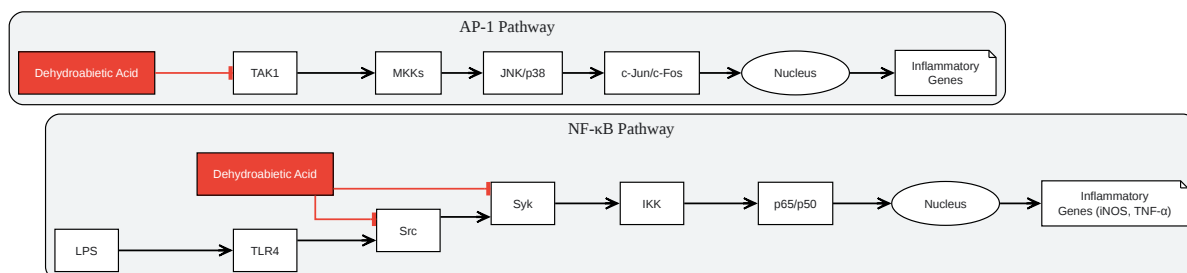 AP-1 Pathway
Dehydroabietic Acid
TAK1
MKKs
JNK/p38
c-Jun/c-Fos
Nucleus
Inflammatory
Genes
NF-κB Pathway
Dehydroabietic Acid
Syk
IKK
p65/p50
Nucleus
Inflammatory
Genes (iNOS, TNF-α)
Src
LPS
TLR4